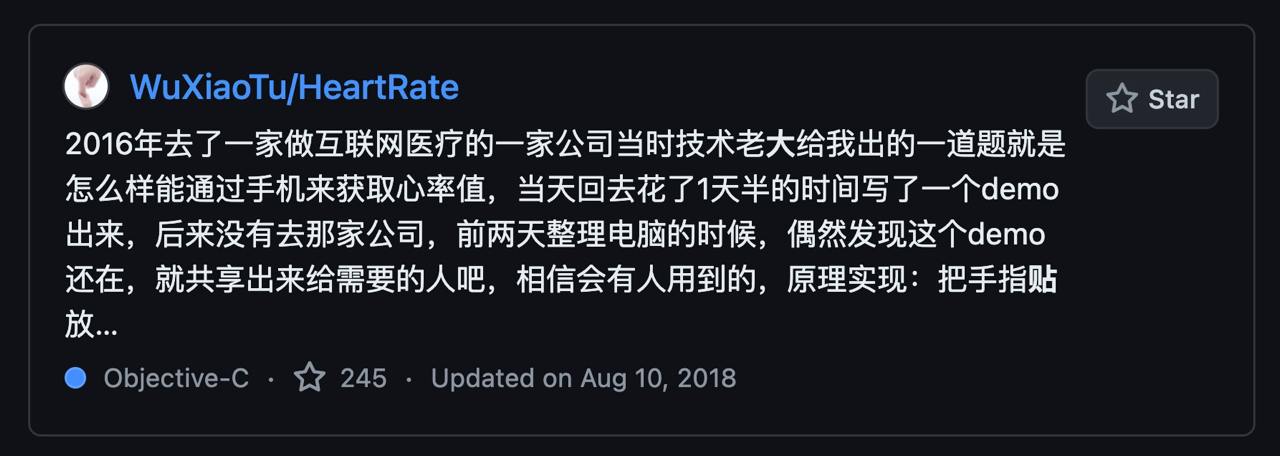 WuXiaoTu/HeartRate
Star
2016年去了一家做互联网医疗的一家公司当时技术老大给我出的一道题就是
怎么样能通过手机来获取心率值，当天回去花了1天半的时间写了一个demo
出来，后来没有去那家公司，前两天整理电脑的时候，偶然发现这个demo
还在，就共享出来给需要的人吧，相信会有人用到的，原理实现：把手指贴
放...
Objective-C · 245 · Updated on Aug 10, 2018